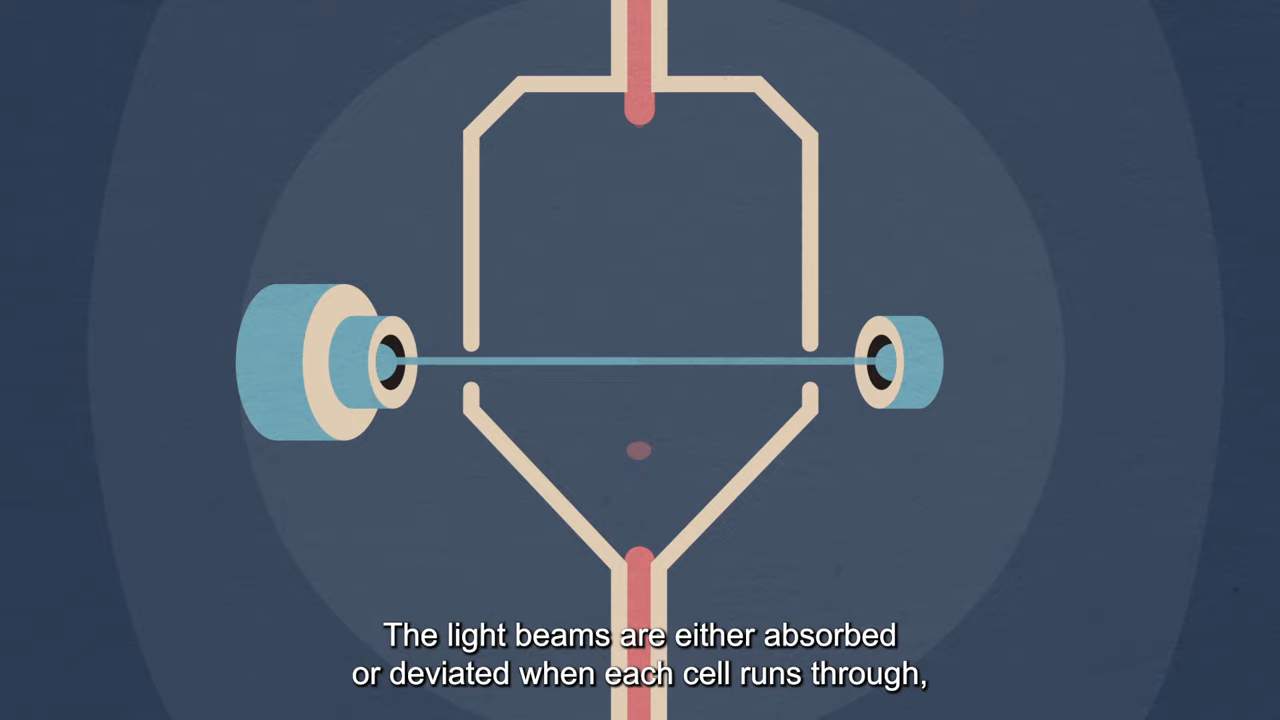 The light beams are either absorbed
or deviated when each cell runs through,